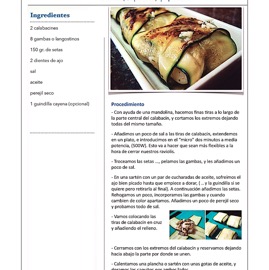 Ingredientes
2 calabacines
8 gambas o langostinos
150 gr. de setas
2 dientes de ajo
sal
aceite
perejil seco
1 guindilla cayena (opcional)
Procedimiento
- Con ayuda de una mandolina, hacemos finas tiras a lo largo de
la parte central del calabacín, y cortamos los extremos dejando
todos del mismo tamaño.
- Añadimos un poco de sal a las tiras de calabacín, extendemos
en un plato, e introducimos en el "micro" dos minutos a media
potencia, (500W). Esto va a hacer que sean más flexibles a la
hora de cerrar nuestros raviolis.
- Troceamos las setas ..., pelamos las gambas, y les añadimos un
poco de sal.
- En una sartén con un par de cucharadas de aceite, sofreimos el
ajo bien picado hasta que empiece a dorar, (.. y la guindilla si se
quiere pero retirarla al final). A continuación añadimos las setas,
Rehogamos un poco, incorporamos las gambas y cuando
cambien de color apartamos. Añadimos un poco de perejil seco
y probamos todo de sal.
- Vamos colocando las
tiras de calabacín en cruz
y añadiendo el relleno.
- Cerramos con los extremos del calabacín y reservamos dejando
hacia abajo la parte por donde se unen.
- Calentamos una plancha o sartén con unas gotas de aceite, y